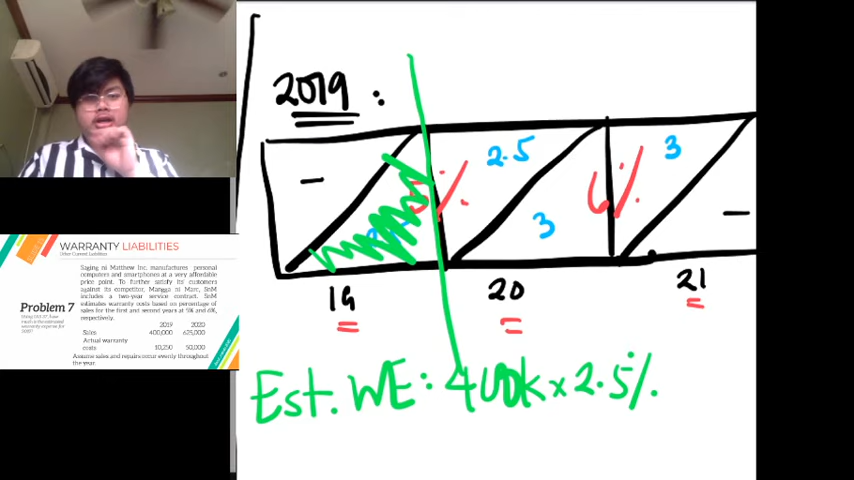 2019 :
- 5% 2.5 3 6% 3 -
19 20 21
Est. WE: 400k x 2.5%
WARRANTY LIABILITIES
Other Current Liabilities
Problem 7
Saging ni Matthew Inc. manufactures personal
computers and smartphones at a very affordable
price point. To further satisfy its customers
against its competitor, Mangga ni Marc, SnM
includes a two-year service contract. SnM
estimates warranty costs based on percentage of
sales for the first and second years at 5% and 6%,
respectively.
2019 2020
Sales 400,000 625,000
Actual warranty
costs 10,250 50,000
Assume sales and repairs occur evenly throughout
the year.